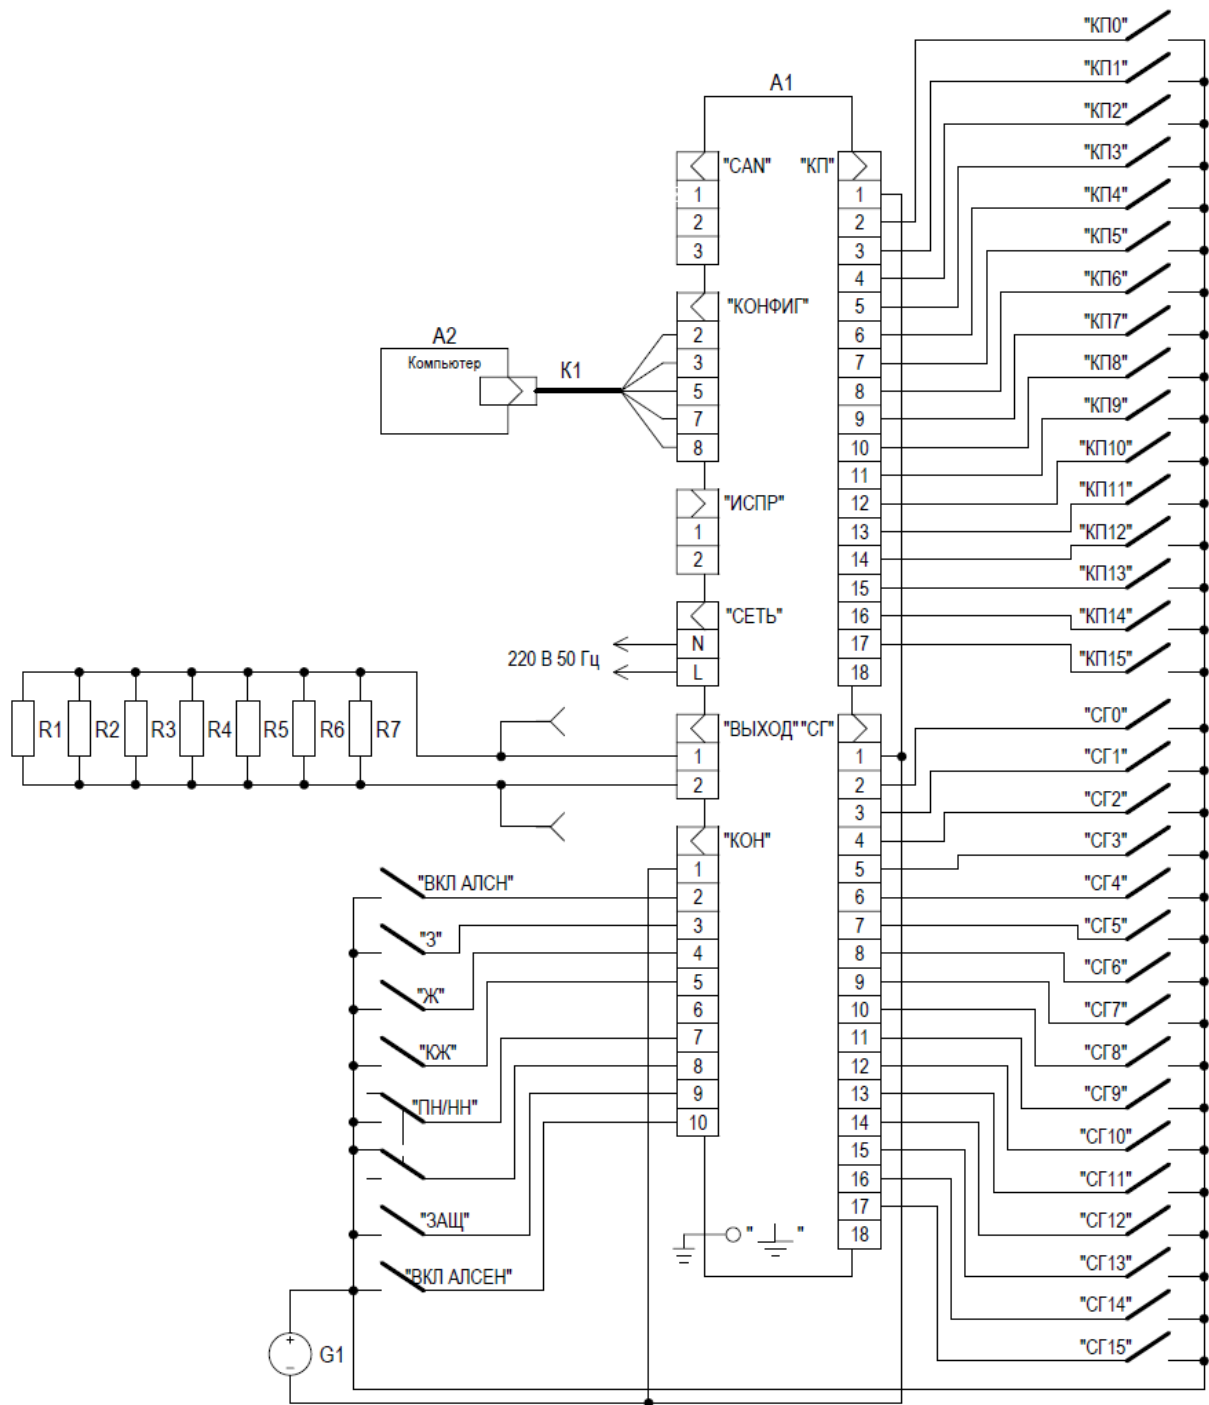 "КП0"
"КП1"
А1
"КП2"
"CAN" "КП"
"КП3"
1 1
"КП4"
2 2
"КП5"
3 3
4
"КП6"
"КОНФИГ" 5
А2
2 6
"КП7"
Компьютер
К1
3 7
"КП8"
5 8
7 9
"КП9"
8 10
"КП10"
11
"ИСПР" 12
"КП11"
1 13
"КП12"
2 14
15
"КП13"
"СЕТЬ" 16
"КП14"
220 В 50 Гц
N 17
L 18
"КП15"
R1 R2 R3 R4 R5 R6 R7
"ВЫХОД" "СГ"
"СГ0"
1 1
"СГ1"
2 2
3
"СГ2"
"КОН" 4
"СГ3"
1 5
"ВКЛ АЛСН"
2 6
"СГ4"
3 7
"СГ5"
"З"
4 8
"СГ6"
5 9
"Ж"
6 10
"СГ7"
7 11
"КЖ"
8 12
"СГ8"
9 13
"СГ9"
"ПН/НН"
10 14
"СГ10"
15
16
"СГ11"
17
"ЗАЩ"
"СГ12"
" " 18
"СГ13"
"ВКЛ АЛСЕН"
"СГ14"
+
–
G1
"СГ15"